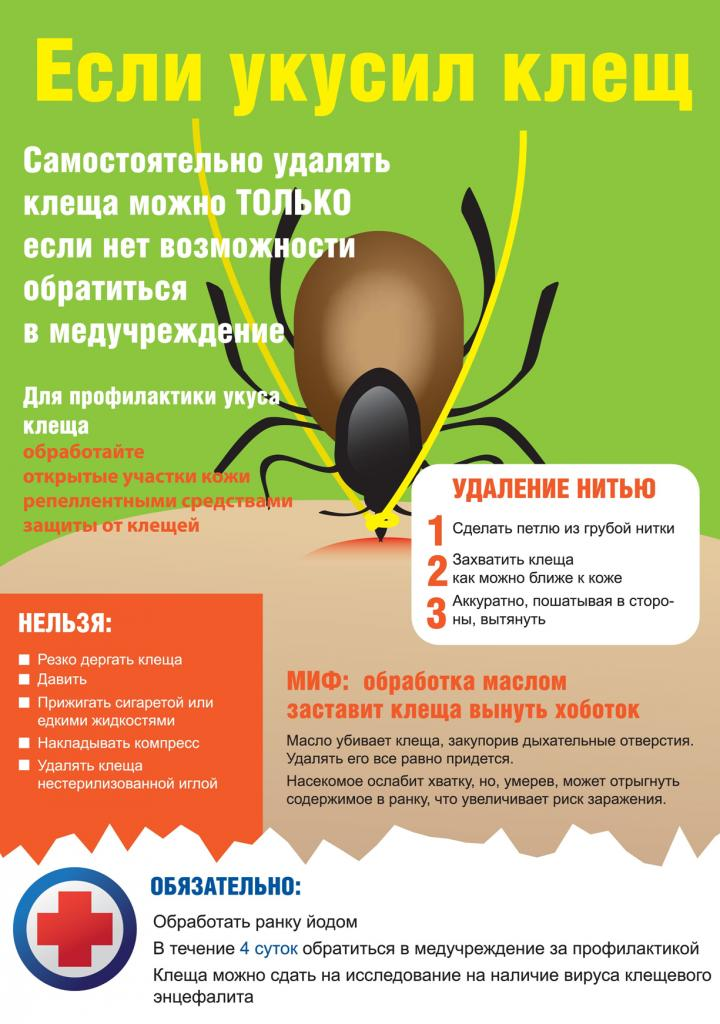 Если укусил клещ
Самостоятельно удалять
клеща можно ТОЛЬКО
если нет возможности
обратиться
в медучреждение
Для профилактики укуса
клеща
обработайте
открытые участки кожи
репеллентными средствами
защиты от клещей
УДАЛЕНИЕ НИТЬЮ
1 Сделать петлю из грубой нитки
2 Захватить клеща
как можно ближе к коже
3 Аккуратно, пошатывая в сторо-
ны, вытянуть
НЕЛЬЗЯ:
Резко дергать клеща
Давить
Прижигать сигаретой или
едкими жидкостями
Накладывать компресс
Удалять клеща
нестерилизованной иглой
МИФ: обработка маслом
заставит клеща вынуть хоботок
Масло убивает клеща, закупорив дыхательные отверстия.
Удалять его все равно придется.
Насекомое ослабит хватку, но, умерев, может отрыгнуть
содержимое в ранку, что увеличивает риск заражения.
ОБЯЗАТЕЛЬНО:
Обработать ранку йодом
В течение 4 суток обратиться в медучреждение за профилактикой
Клеща можно сдать на исследование на наличие вируса клещевого
энцефалита